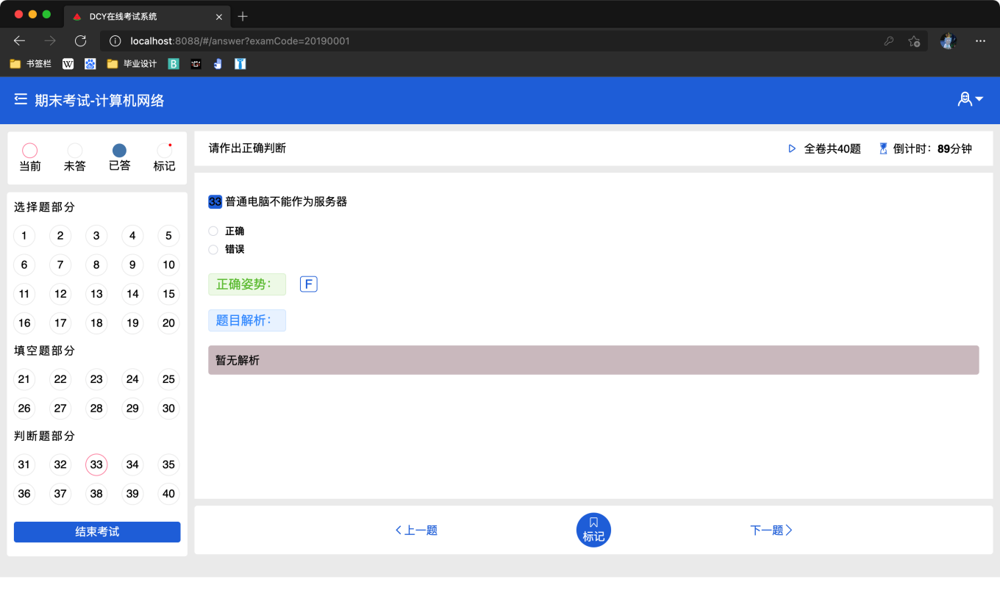 DCY在线考试系统
localhost:8088/#/answer?examCode=20190001
书签栏 W 毕业设计 B
期末考试-计算机网络
当前 未答 已答 标记
请作出正确判断 全卷共40题 倒计时：89分钟
选择题部分
1 2 3 4 5
6 7 8 9 10
11 12 13 14 15
16 17 18 19 20
填空题部分
21 22 23 24 25
26 27 28 29 30
判断题部分
31 32 33 34 35
36 37 38 39 40
结束考试
33 普通电脑不能作为服务器
正确
错误
正确姿势： F
题目解析：
暂无解析
上一题 标记 下一题